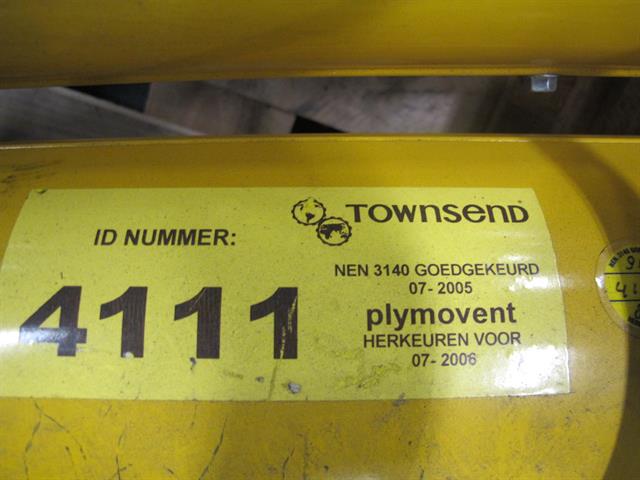 TOWNSEND
ID NUMMER:
4111
NEN 3140 GOEDGEKEURD
07-2005
plymovent
HERKEUREN VOOR
07-2006